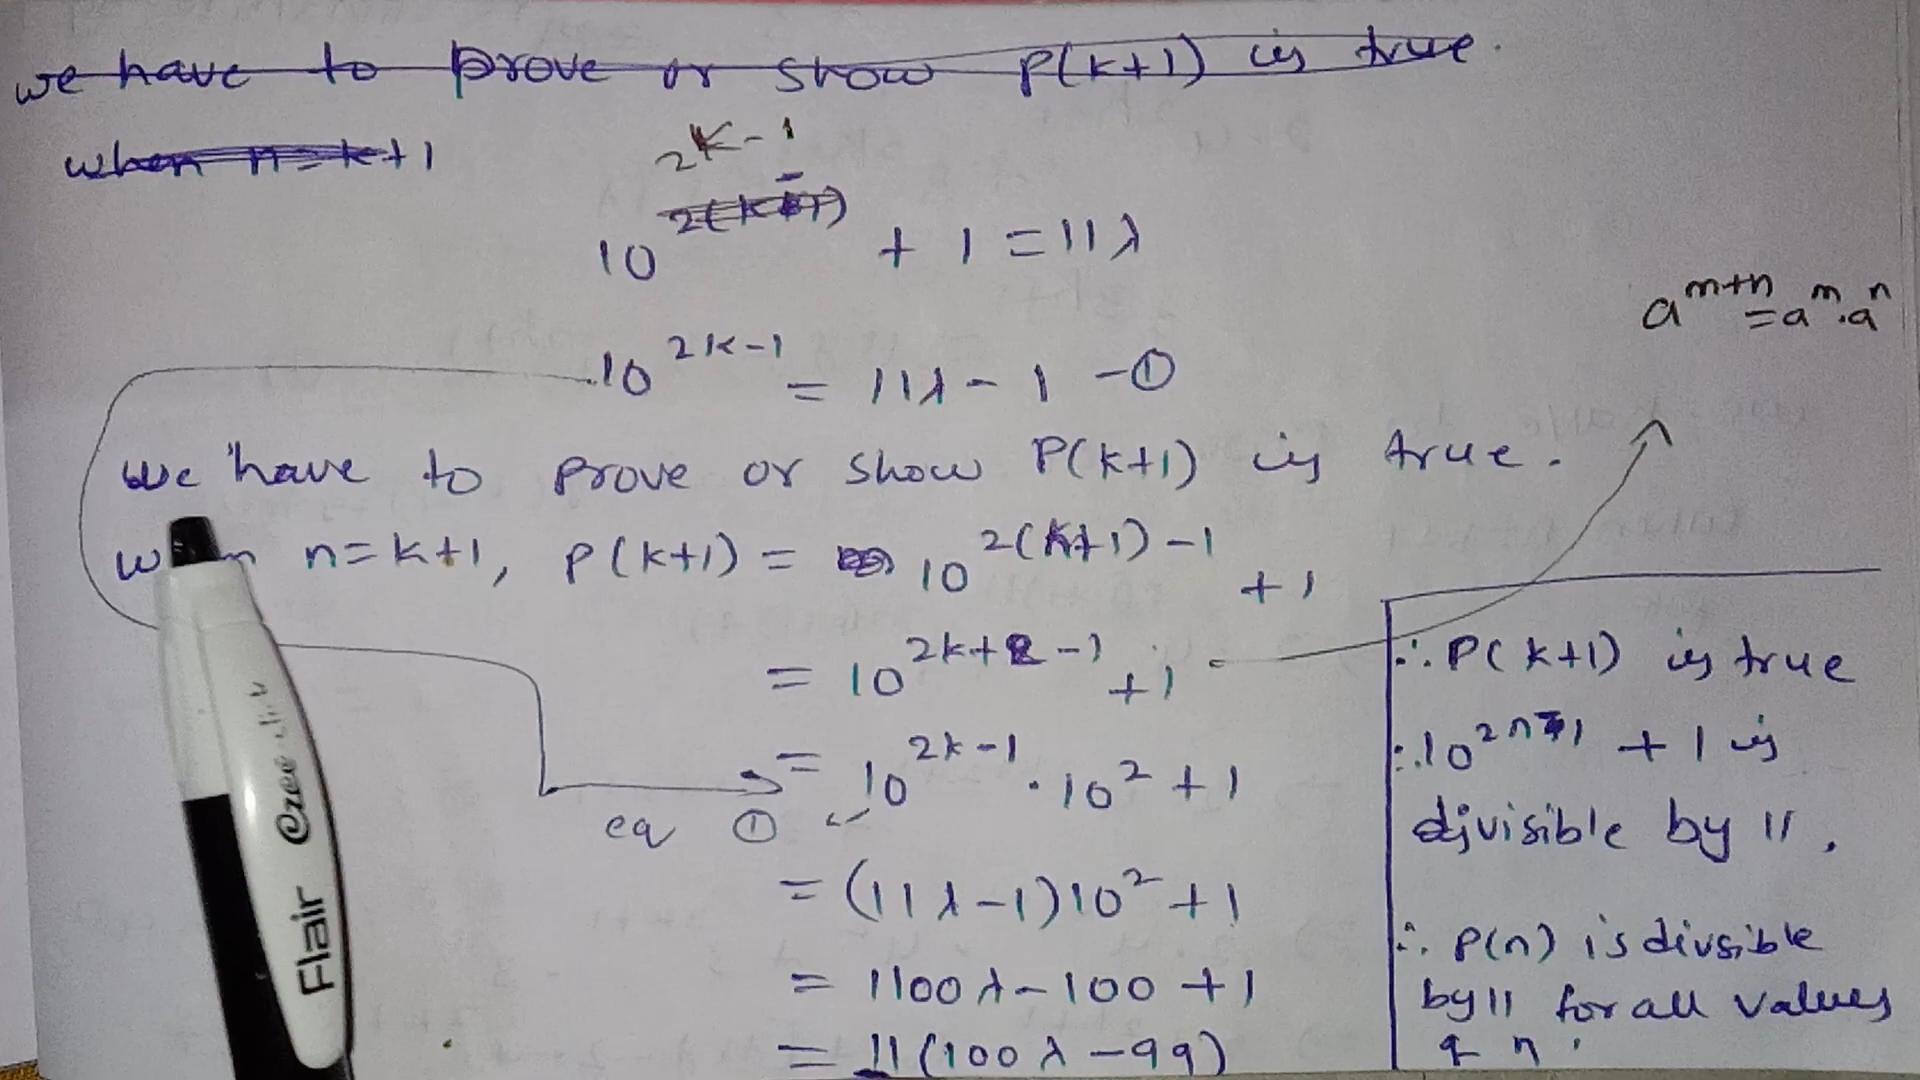 we have to prove or show P(k+1) is true.
when n=k+1
2k-1
2(k-1)
10 + 1 = 11λ
10^{2k-1} = 11λ - 1 - ①
a^{m+n} = a^m . a^n
we have to prove or show P(k+1) is true.
n=k+1, P(k+1) = 10^{2(k+1)-1} + 1
= 10^{2k+2-1} + 1
= 10^{2k-1} . 10^2 + 1
eq ①
= (11λ-1)10^2 + 1
= 1100λ - 100 + 1
= 11(100λ - 99)
∴ P(k+1) is true
∴ 10^{2n-1} + 1 is
divisible by 11.
∴ P(n) is divsible
by 11 for all values
of n.
Flair